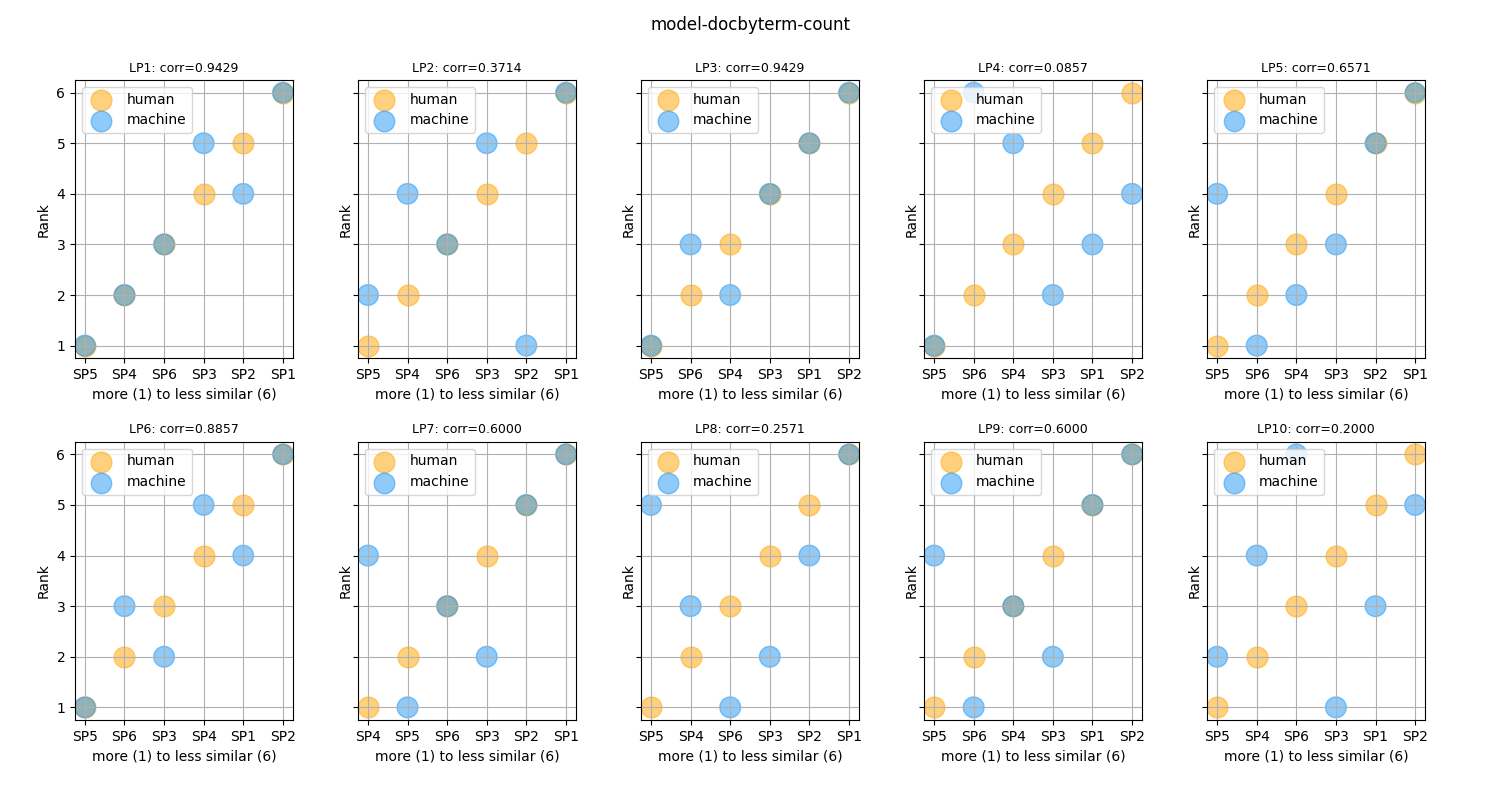 model-docbyterm-count
LP1: corr=0.9429
human
machine
6
5
4
3
2
1
Rank
SP5 SP4 SP6 SP3 SP2 SP1
more (1) to less similar (6)
LP2: corr=0.3714
human
machine
Rank
SP5 SP4 SP6 SP3 SP2 SP1
more (1) to less similar (6)
LP3: corr=0.9429
human
machine
Rank
SP5 SP6 SP4 SP3 SP1 SP2
more (1) to less similar (6)
LP4: corr=0.0857
human
machine
Rank
SP5 SP6 SP4 SP3 SP1 SP2
more (1) to less similar (6)
LP5: corr=0.6571
human
machine
Rank
SP5 SP4 SP6 SP3 SP2 SP1
more (1) to less similar (6)
LP6: corr=0.8857
human
machine
6
5
4
3
2
1
Rank
SP5 SP6 SP3 SP4 SP1 SP2
more (1) to less similar (6)
LP7: corr=0.6000
human
machine
Rank
SP4 SP5 SP6 SP3 SP2 SP1
more (1) to less similar (6)
LP8: corr=0.2571
human
machine
Rank
SP5 SP4 SP6 SP3 SP2 SP1
more (1) to less similar (6)
LP9: corr=0.6000
human
machine
Rank
SP5 SP6 SP4 SP3 SP1 SP2
more (1) to less similar (6)
LP10: corr=0.2000
human
machine
Rank
SP5 SP4 SP6 SP3 SP1 SP2
more (1) to less similar (6)